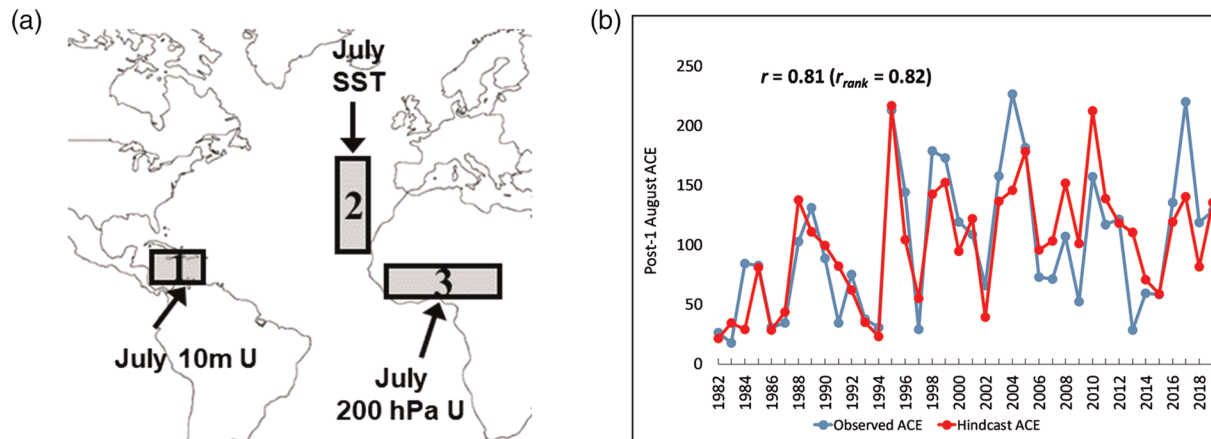 (a)
July
SST
2
3
July 10m U
July
200 hPa U
(b)
r = 0.81 (r_rank = 0.82)
Post-1 August ACE
250
200
150
100
50
0
1982
1984
1986
1988
1990
1992
1994
1996
1998
2000
2002
2004
2006
2008
2010
2012
2014
2016
2018
Observed ACE
Hindcast ACE